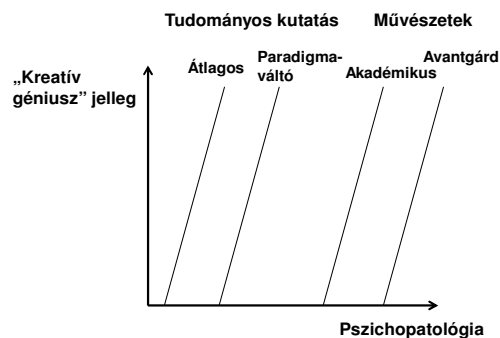 Tudományos kutatás
Művészetek
„Kreatív
géniusz” jelleg
Átlagos
Paradigma-
váltó
Akadémikus
Avantgárd
Pszichopatológia